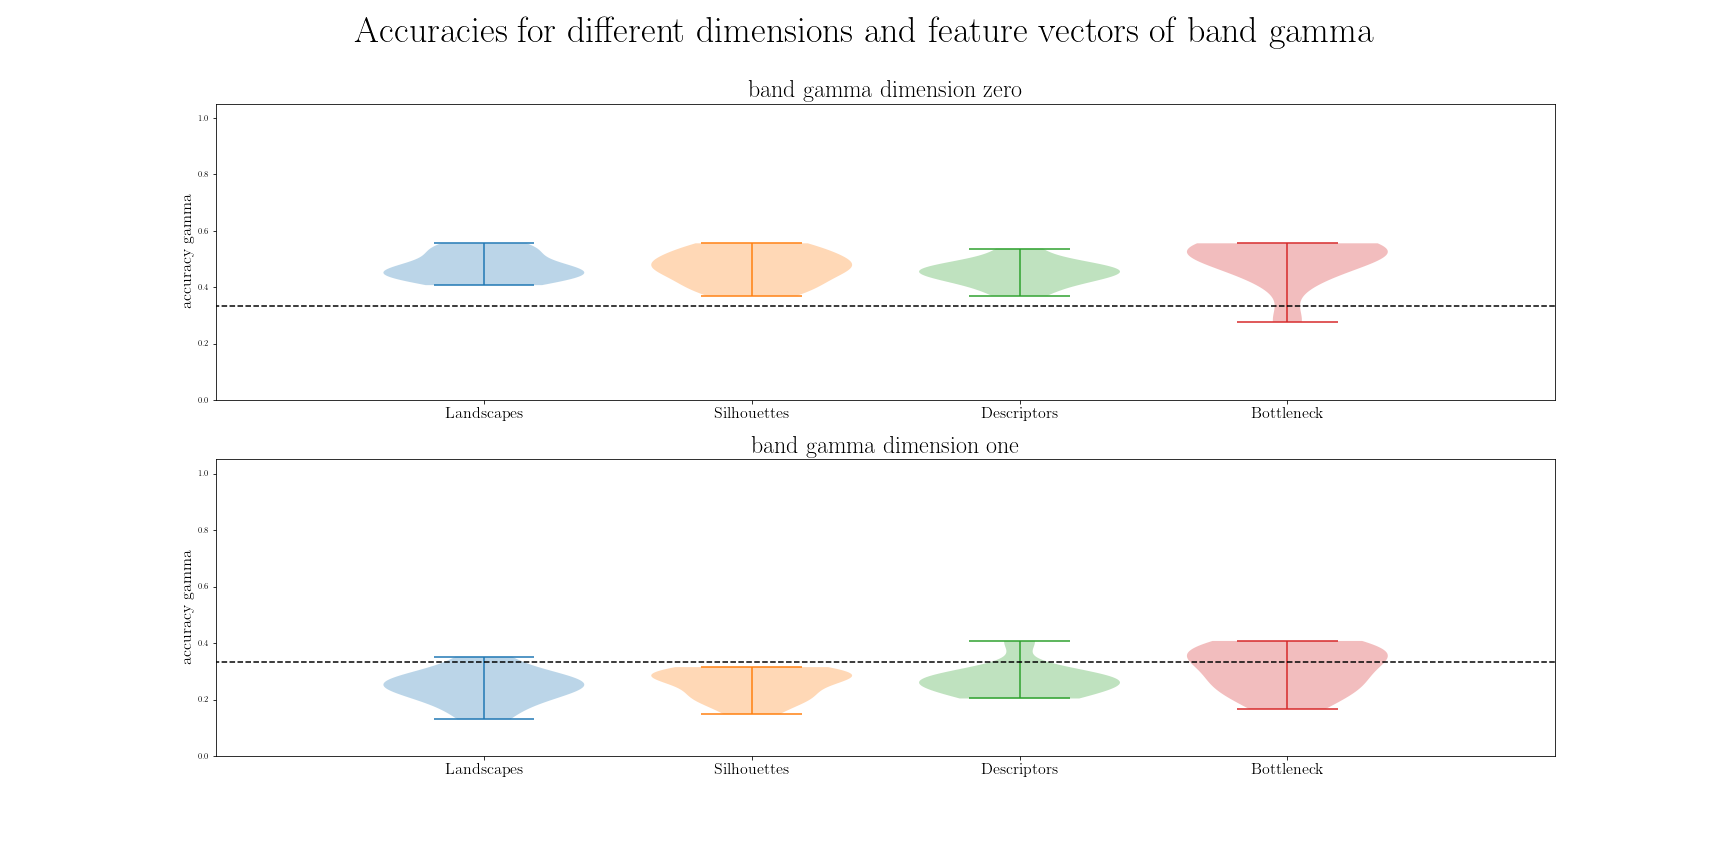 Accuracies for different dimensions and feature vectors of band gamma
band gamma dimension zero
accuracy gamma
1.0
0.8
0.6
0.4
0.2
0.0
Landscapes Silhouettes Descriptors Bottleneck
band gamma dimension one
accuracy gamma
1.0
0.8
0.6
0.4
0.2
0.0
Landscapes Silhouettes Descriptors Bottleneck